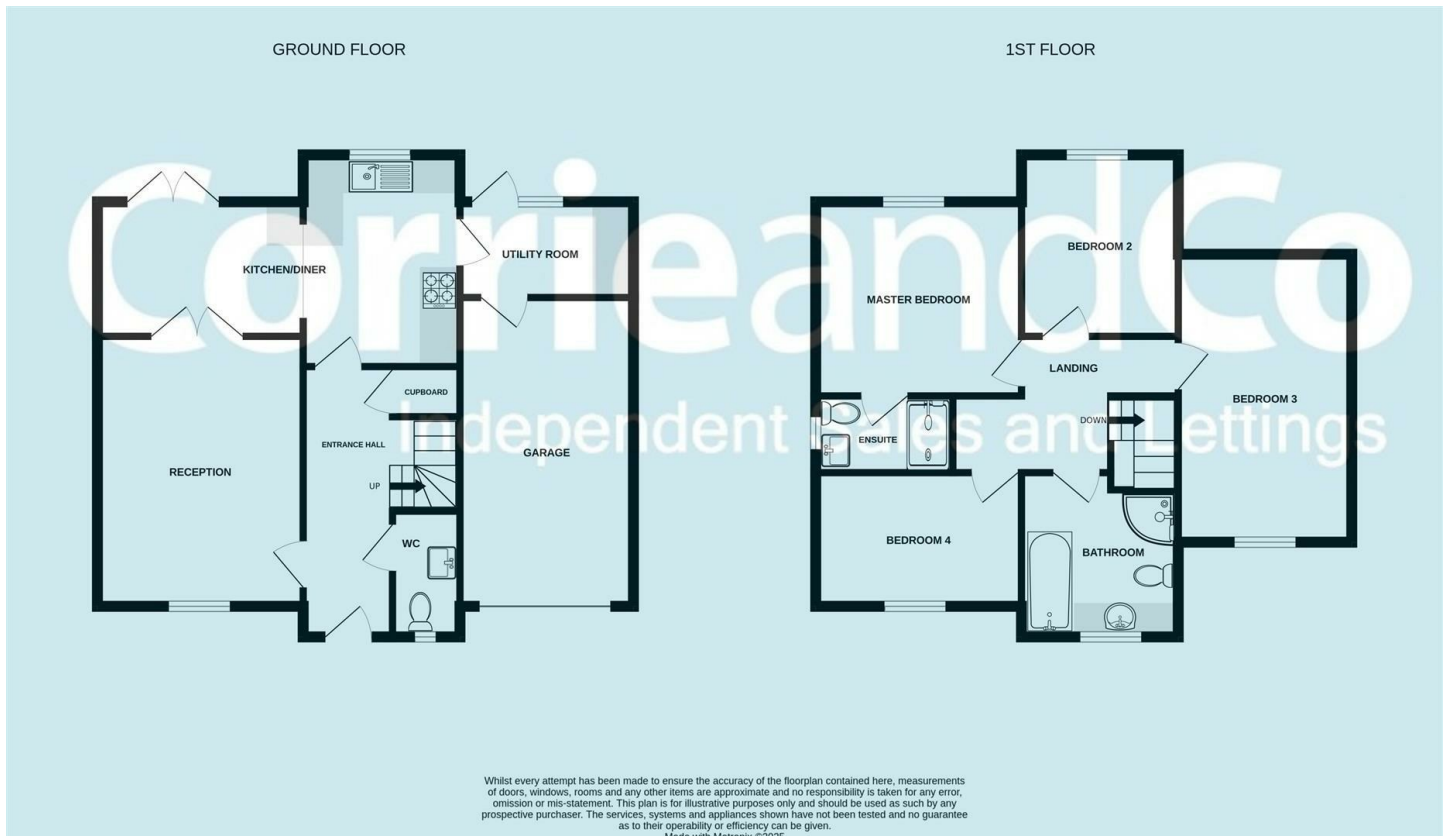 GROUND FLOOR
1ST FLOOR
CorrieandCo
Independent Sales and Lettings
KITCHEN/DINER
UTILITY ROOM
CUPBOARD
ENTRANCE HALL
RECEPTION
GARAGE
UP
WC
BEDROOM 2
MASTER BEDROOM
LANDING
BEDROOM 3
DOWN
ENSUITE
BEDROOM 4
BATHROOM
Whilst every attempt has been made to ensure the accuracy of the floorplan contained here, measurements
of doors, windows, rooms and any other items are approximate and no responsibility is taken for any error,
omission or mis-statement. This plan is for illustrative purposes only and should be used as such by any
prospective purchaser. The services, systems and appliances shown have not been tested and no guarantee
as to their operability or efficiency can be given.
Made with Metropix ©2025